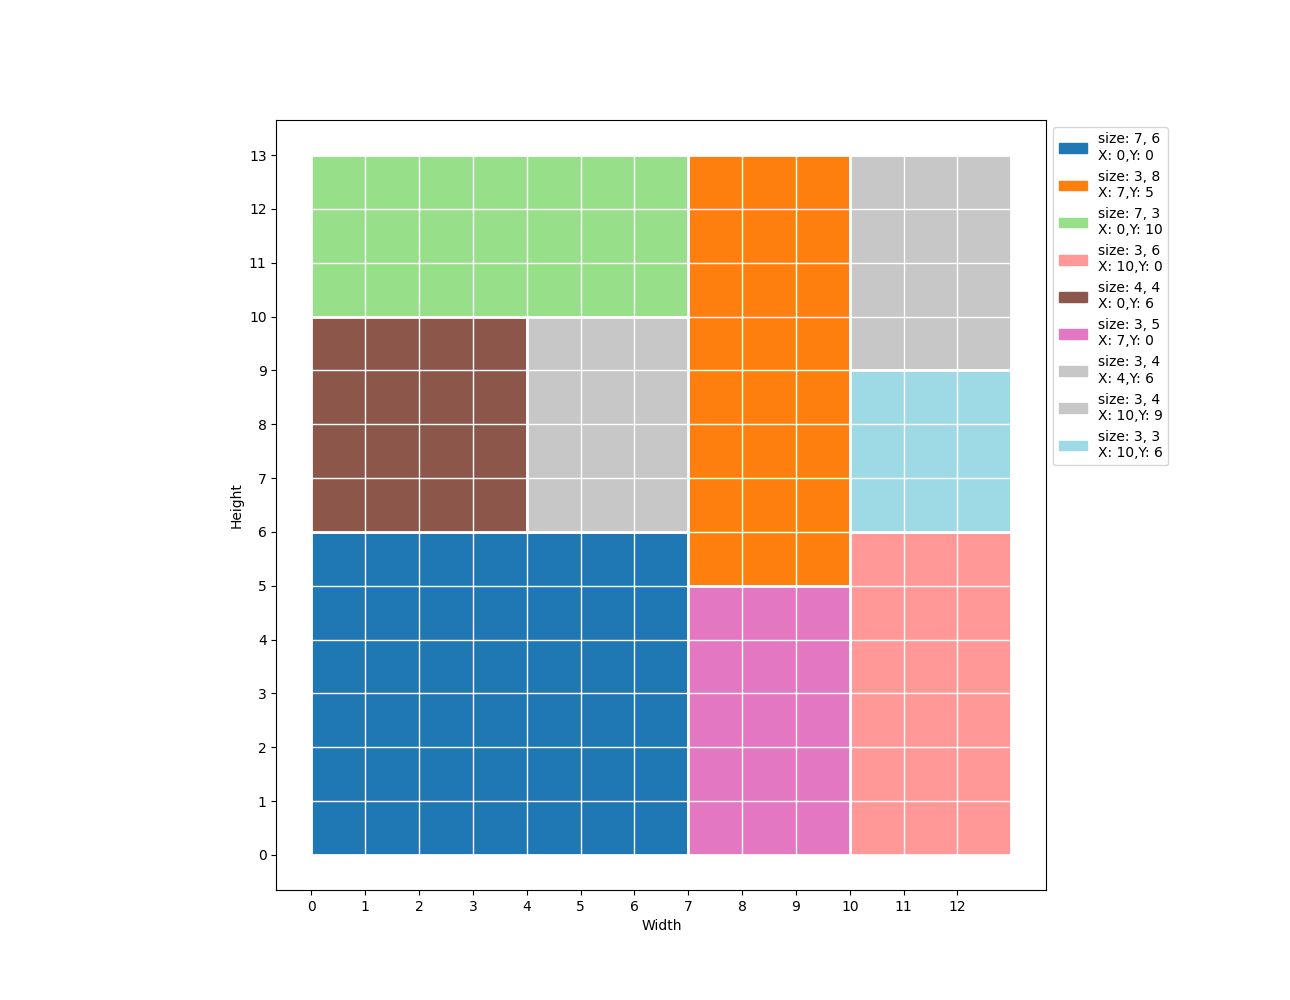 13
12
11
10
9
8
7
6
5
4
3
2
1
0
Height
0 1 2 3 4 5 6 7 8 9 10 11 12
Width
size: 7, 6
X: 0,Y: 0
size: 3, 8
X: 7,Y: 5
size: 7, 3
X: 0,Y: 10
size: 3, 6
X: 10,Y: 0
size: 4, 4
X: 0,Y: 6
size: 3, 5
X: 7,Y: 0
size: 3, 4
X: 4,Y: 6
size: 3, 4
X: 10,Y: 9
size: 3, 3
X: 10,Y: 6